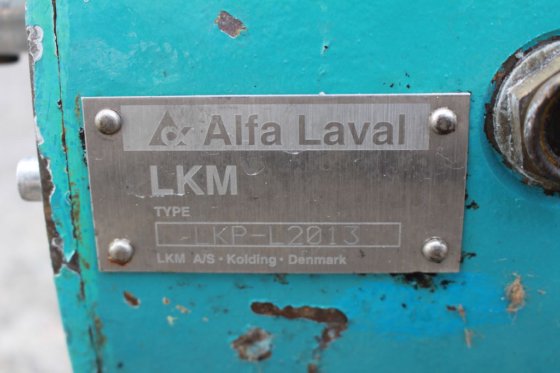 Alfa Laval
LKM
TYPE
LKP-L2013
LKM A/S · Kolding · Denmark